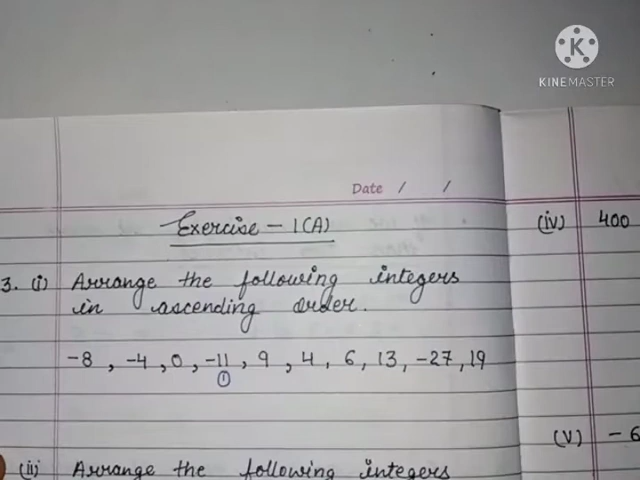 K
KINEMASTER
Date / /
Exercise - 1(A)
(iv) 400
3. (i) Arrange the following integers
in ascending order.
-8 , -4 , 0 , -11 , 9 , 4 , 6 , 13 , -27 , 19
1
(v) - 6
(ii) Arrange the following integers